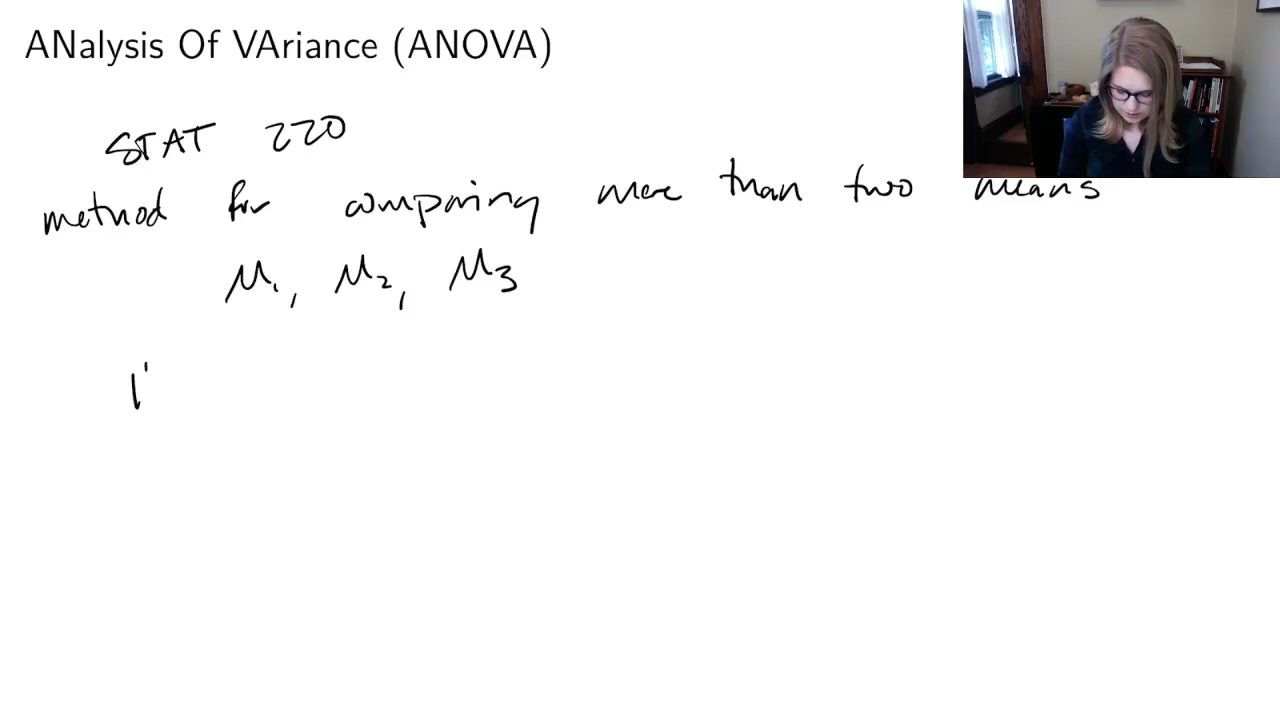 ANalysis Of VAriance (ANOVA)
STAT 220
method for comparing more than two means
μ₁, μ₂, μ₃